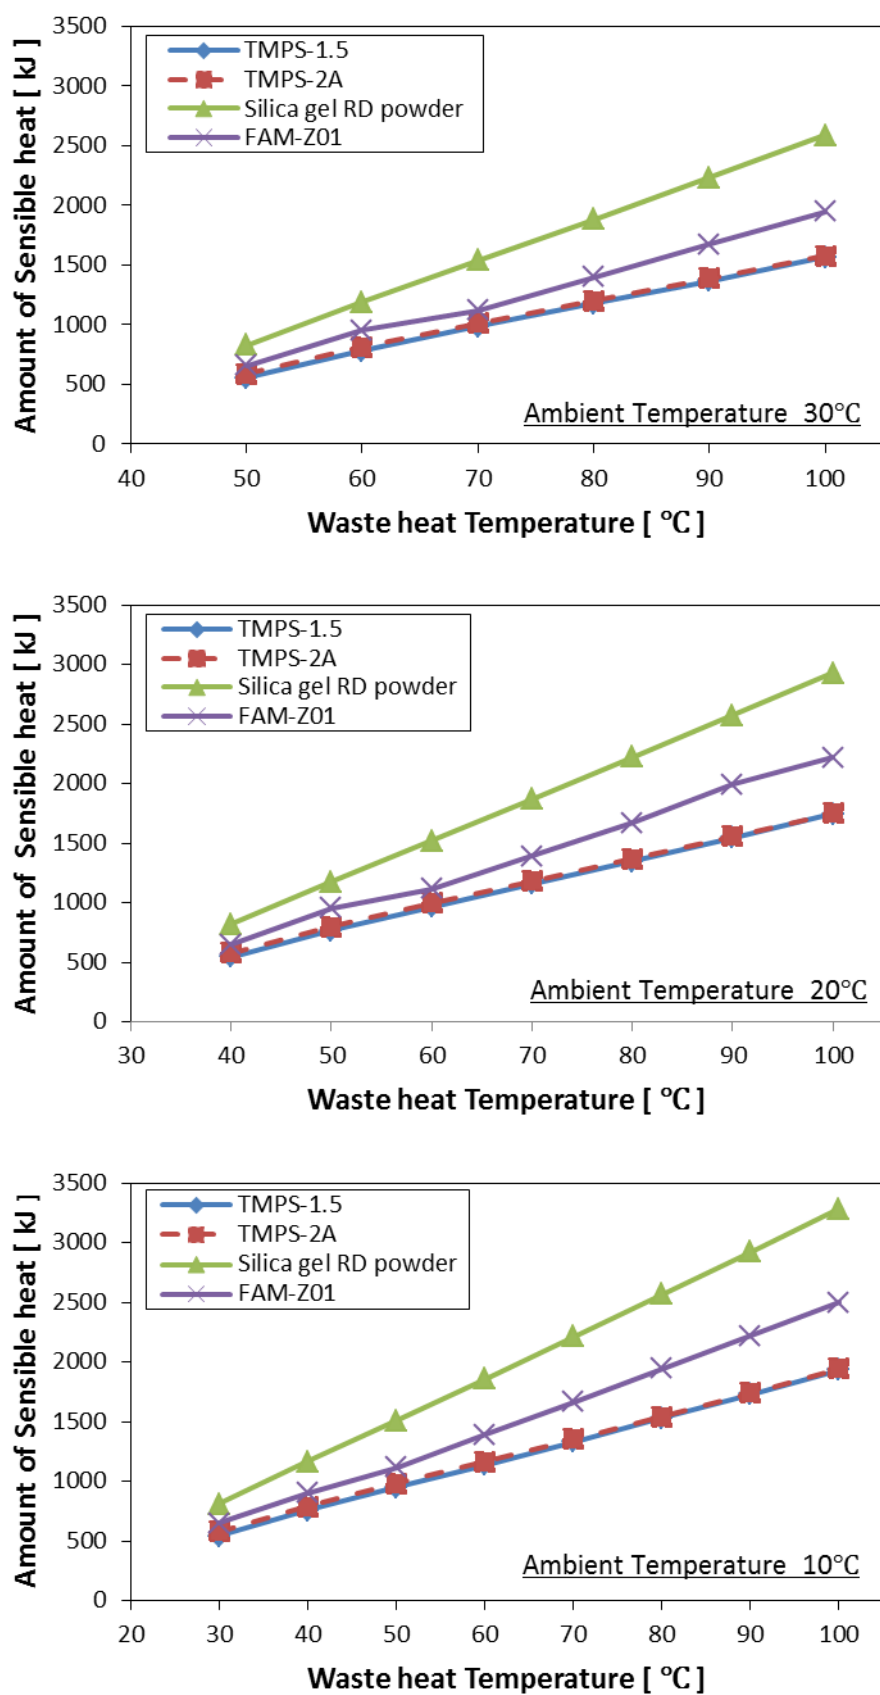 Amount of Sensible heat [ kJ ]
3500
3000
2500
2000
1500
1000
500
0
TMPS-1.5
TMPS-2A
Silica gel RD powder
FAM-Z01
Ambient Temperature 30℃
40 50 60 70 80 90 100
Waste heat Temperature [ ℃ ]
Amount of Sensible heat [ kJ ]
3500
3000
2500
2000
1500
1000
500
0
TMPS-1.5
TMPS-2A
Silica gel RD powder
FAM-Z01
Ambient Temperature 20℃
30 40 50 60 70 80 90 100
Waste heat Temperature [ ℃ ]
Amount of Sensible heat [ kJ ]
3500
3000
2500
2000
1500
1000
500
0
TMPS-1.5
TMPS-2A
Silica gel RD powder
FAM-Z01
Ambient Temperature 10℃
20 30 40 50 60 70 80 90 100
Waste heat Temperature [ ℃ ]